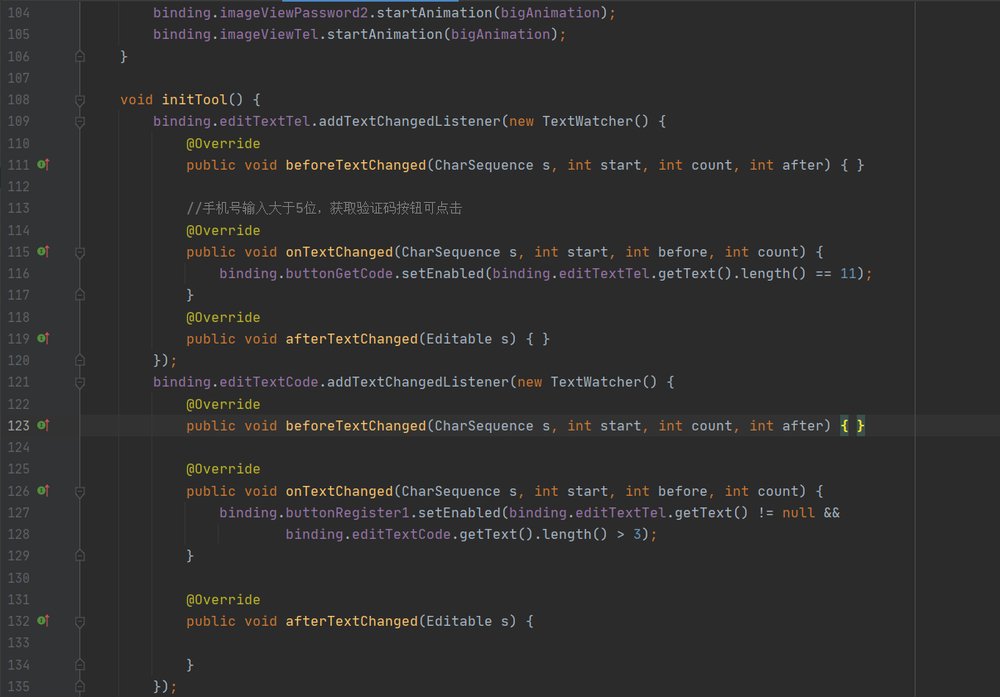 104 binding.imageViewPassword2.startAnimation(bigAnimation);
105 binding.imageViewTel.startAnimation(bigAnimation);
106 }
107
108 void initTool() {
109 binding.editTextTel.addTextChangedListener(new TextWatcher() {
110 @Override
111 public void beforeTextChanged(CharSequence s, int start, int count, int after) { }
112
113 //手机号输入大于5位，获取验证码按钮可点击
114 @Override
115 public void onTextChanged(CharSequence s, int start, int before, int count) {
116 binding.buttonGetCode.setEnabled(binding.editTextTel.getText().length() == 11);
117 }
118 @Override
119 public void afterTextChanged(Editable s) { }
120 });
121 binding.editTextCode.addTextChangedListener(new TextWatcher() {
122 @Override
123 public void beforeTextChanged(CharSequence s, int start, int count, int after) { }
124
125 @Override
126 public void onTextChanged(CharSequence s, int start, int before, int count) {
127 binding.buttonRegister1.setEnabled(binding.editTextTel.getText() != null &&
128 binding.editTextCode.getText().length() > 3);
129 }
130
131 @Override
132 public void afterTextChanged(Editable s) {
133
134 }
135 });